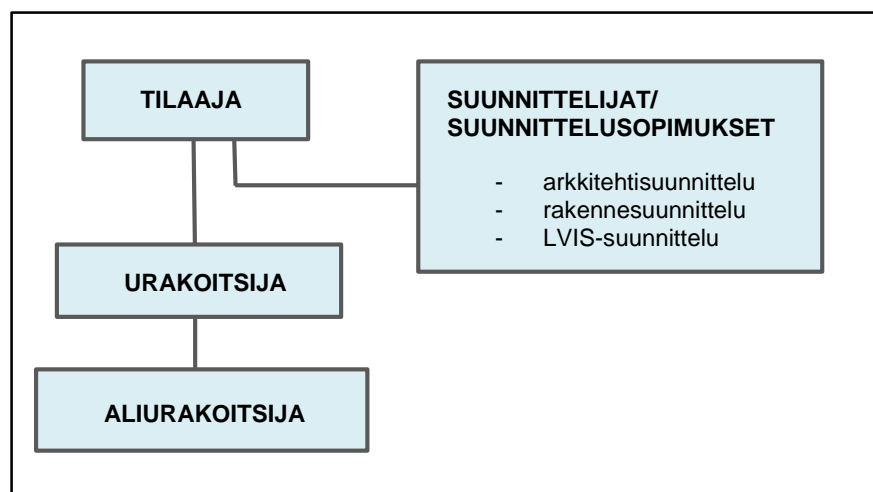 TILAAJA
SUUNNITTELIJAT/
SUUNNITTELUSOPIMUKSET
- arkkitehtisuunnittelu
- rakennesuunnittelu
- LVIS-suunnittelu
URAKOITSIJA
ALIURAKOITSIJA